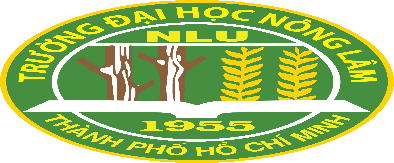 TRƯỜNG ĐẠI HỌC NÔNG LÂM
NLU
1955
THÀNH PHỐ HỒ CHÍ MINH